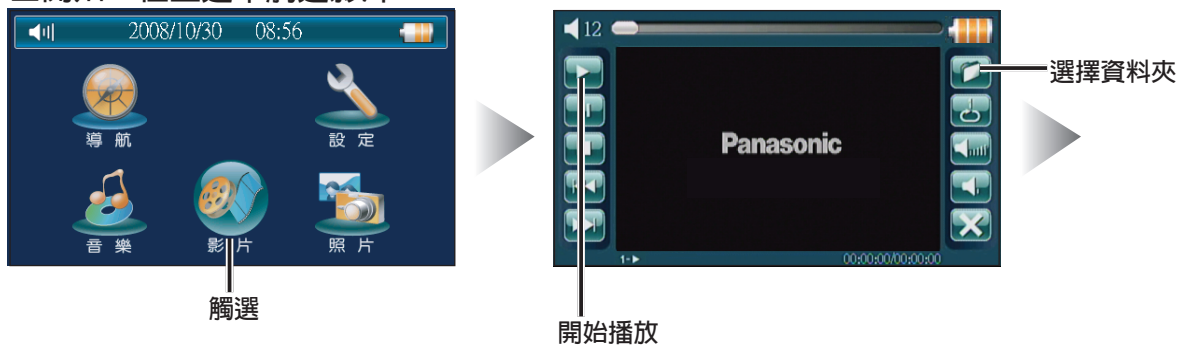 2008/10/30 08:56
導 航
設 定
音 樂
影 片
照 片
觸選
12
Panasonic
1-
00:00:00/00:00:00
選擇資料夾
開始播放